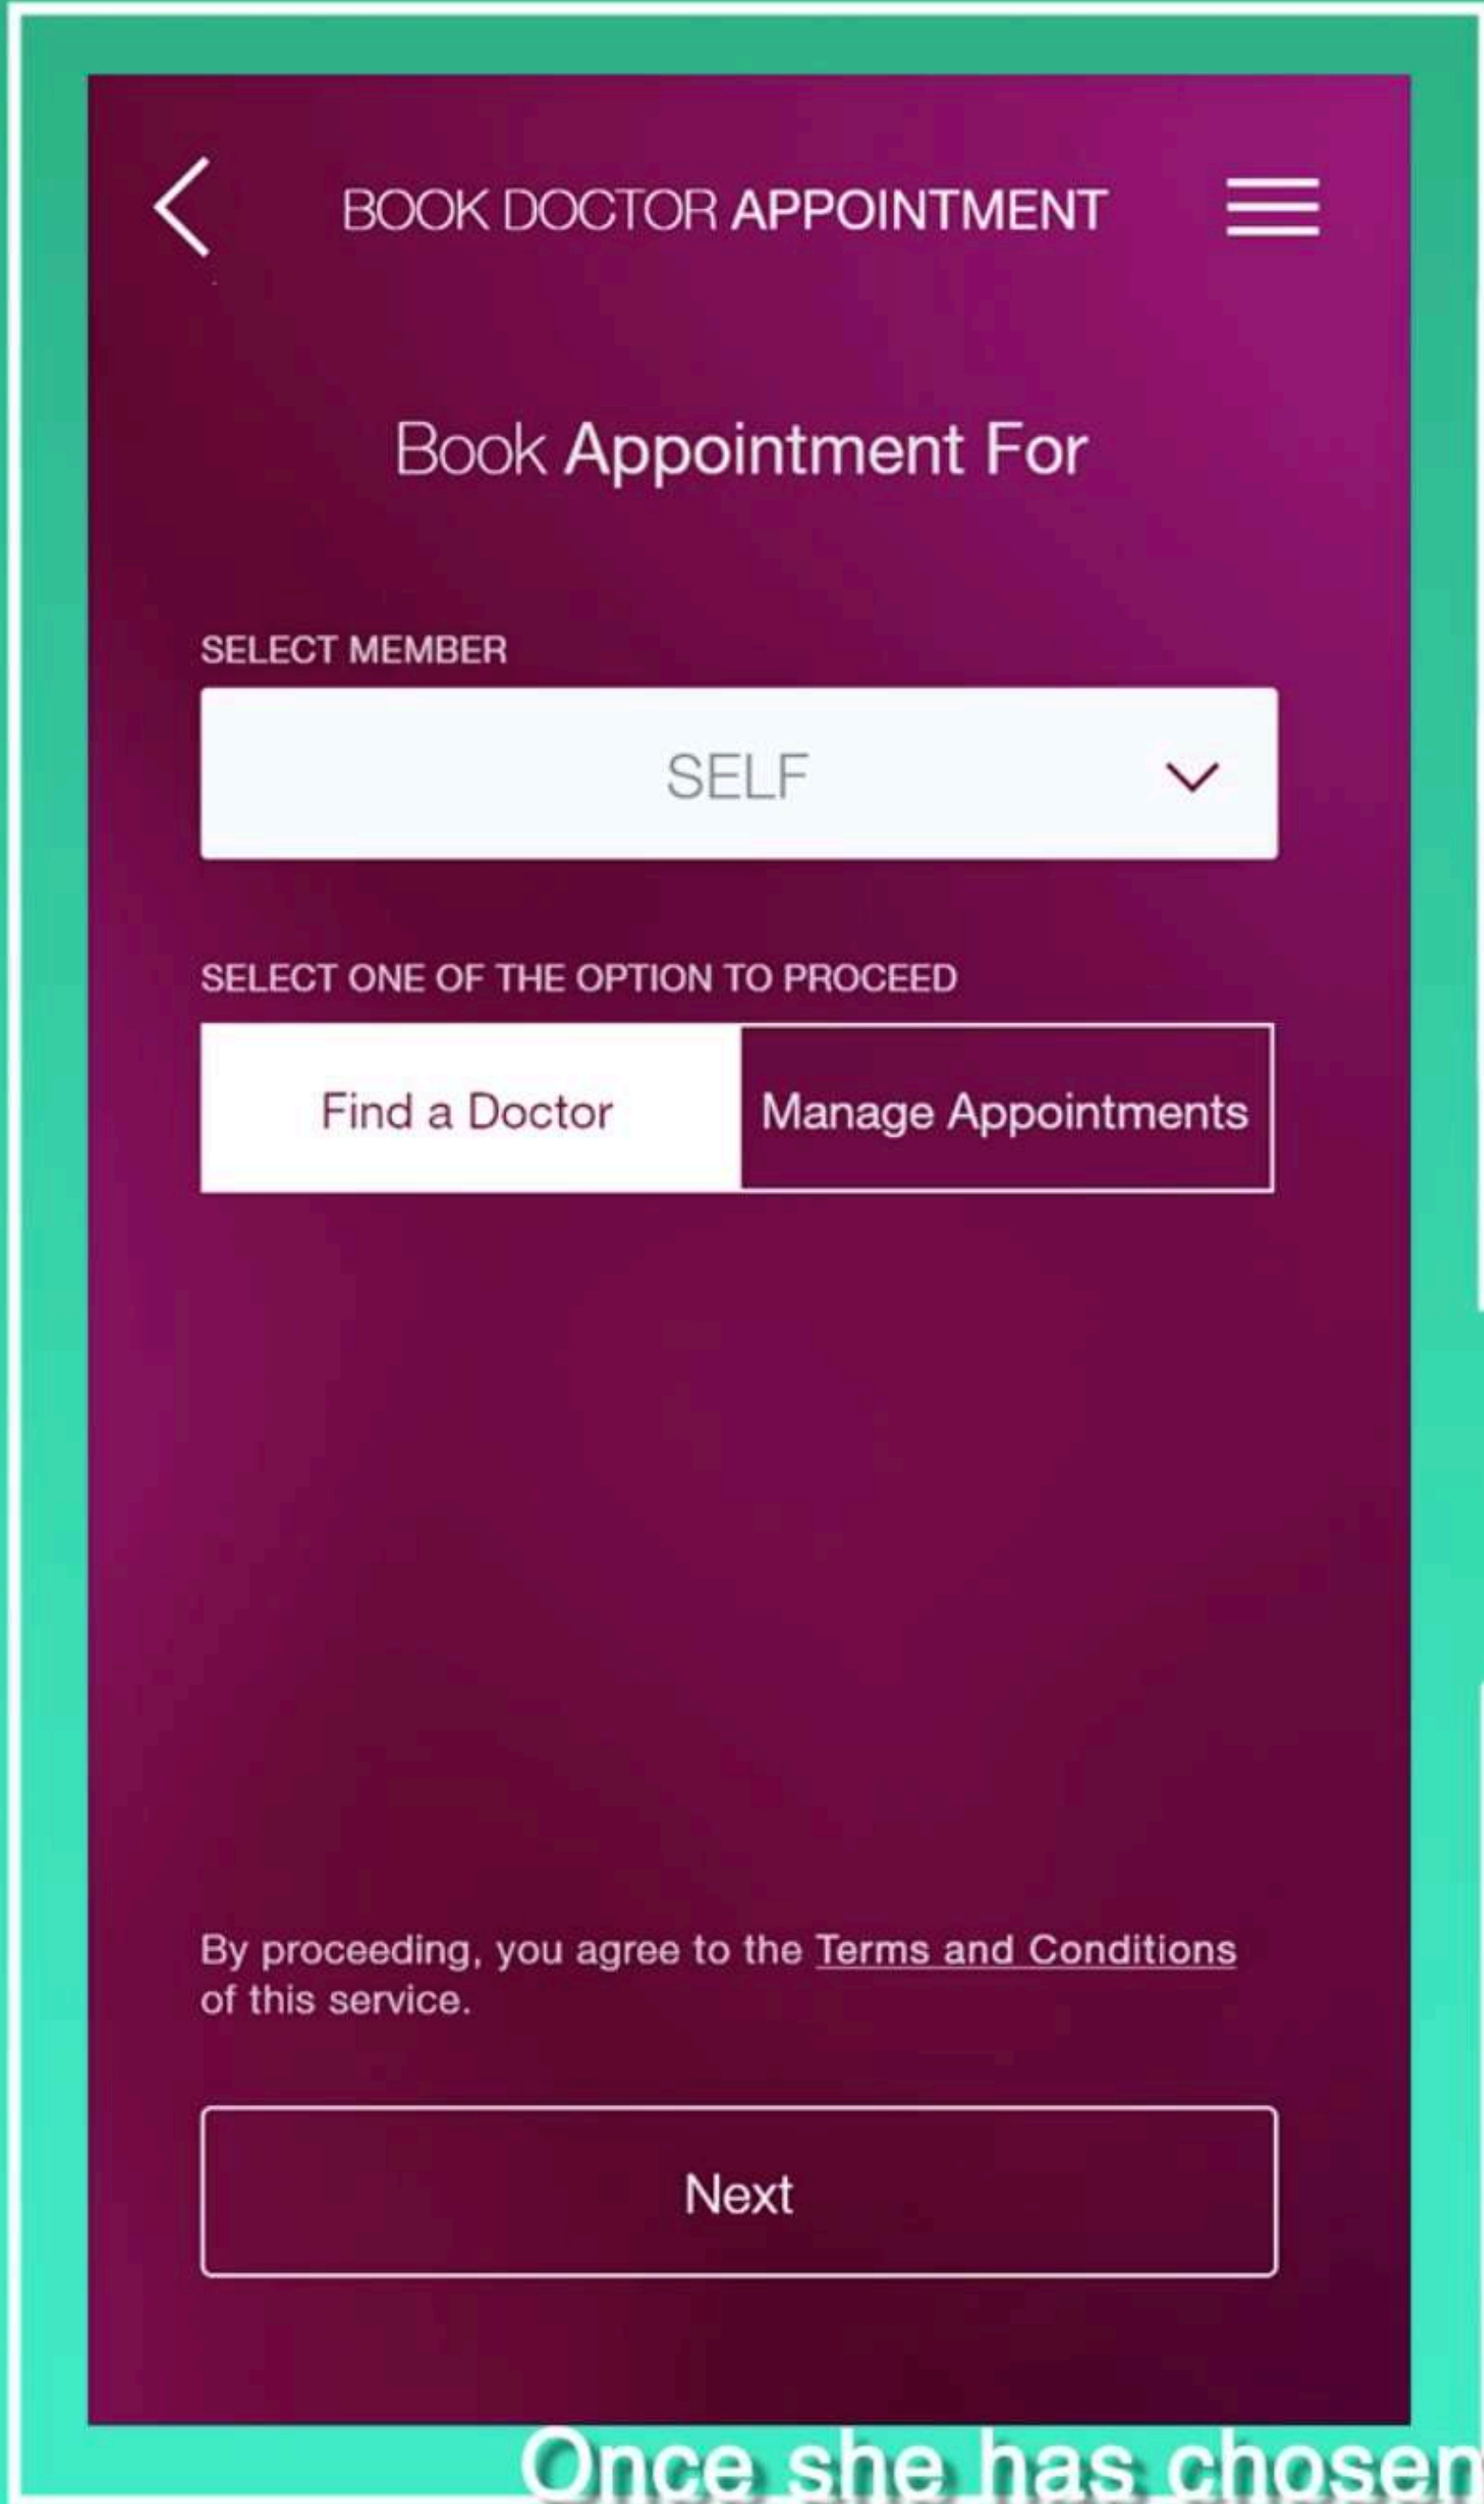 BOOK DOCTOR APPOINTMENT
Book Appointment For
SELECT MEMBER
SELF
SELECT ONE OF THE OPTION TO PROCEED
Find a Doctor
Manage Appointments
By proceeding, you agree to the Terms and Conditions
of this service.
Next
Once she has chosen